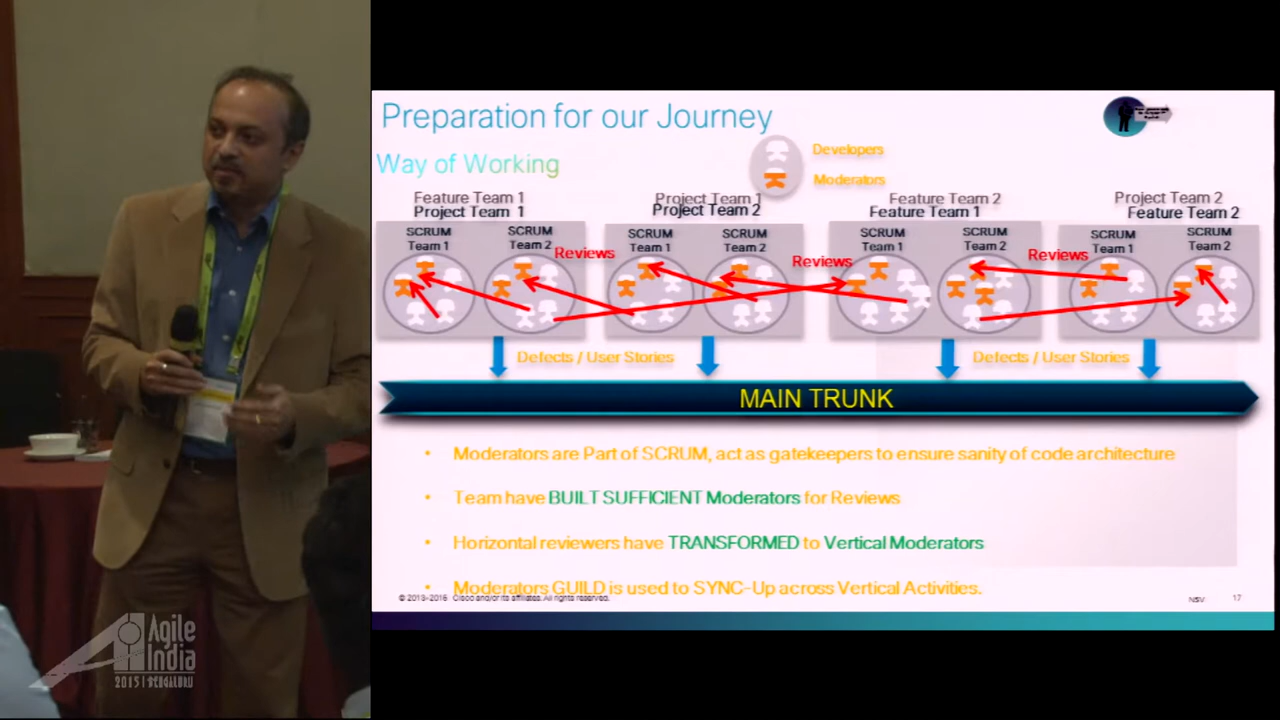 Preparation for our Journey
Way of Working
Developers
Moderators
Feature Team 1
Project Team 1
Project Team 1
Project Team 2
Feature Team 2
Feature Team 1
Project Team 2
Feature Team 2
SCRUM
Team 1
SCRUM
Team 2
SCRUM
Team 1
SCRUM
Team 2
SCRUM
Team 1
SCRUM
Team 2
SCRUM
Team 1
SCRUM
Team 2
Reviews
Reviews
Reviews
Defects / User Stories
Defects / User Stories
MAIN TRUNK
• Moderators are Part of SCRUM, act as gatekeepers to ensure sanity of code architecture
• Team have BUILT SUFFICIENT Moderators for Reviews
• Horizontal reviewers have TRANSFORMED to Vertical Moderators
• Moderators GUILD is used to SYNC-Up across Vertical Activities.
© 2013-2016 Cisco and/or its affiliates. All rights reserved.
NSV
17
Agile
India
2015 | BENGALURU